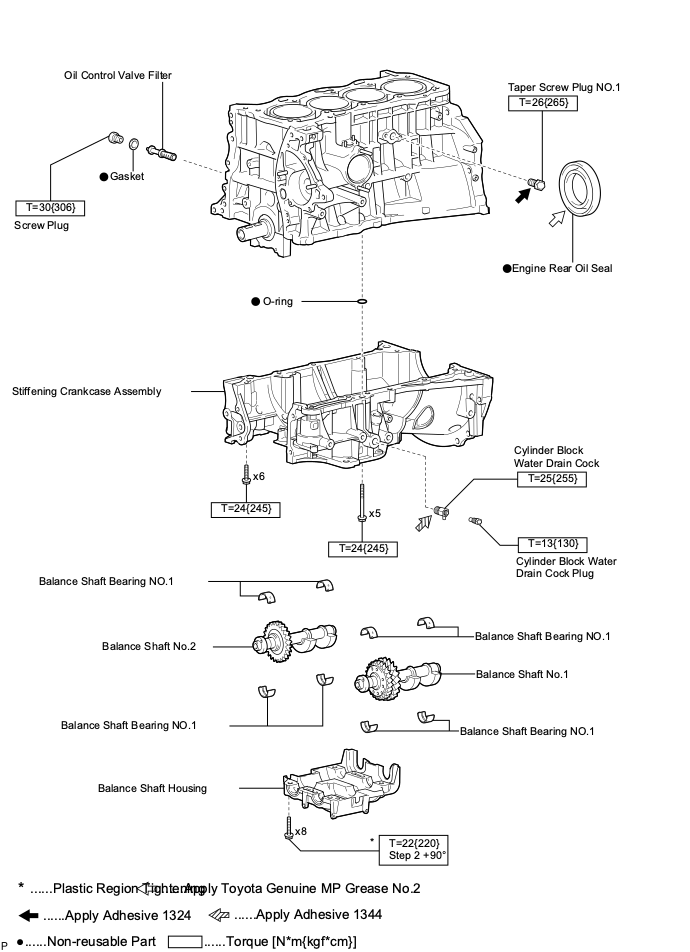 Oil Control Valve Filter
Taper Screw Plug NO.1
T=26{265}
Gasket
T=30{306}
Screw Plug
Engine Rear Oil Seal
O-ring
Stiffening Crankcase Assembly
Cylinder Block
Water Drain Cock
x6
T=25{255}
T=24{245}
x5
T=24{245}
T=13{130}
Cylinder Block Water
Drain Cock Plug
Balance Shaft Bearing NO.1
Balance Shaft No.2
Balance Shaft Bearing NO.1
Balance Shaft No.1
Balance Shaft Bearing NO.1
Balance Shaft Bearing NO.1
Balance Shaft Housing
x8
*
T=22{220}
Step 2 +90°
* ......Plastic Region Tightening
......Apply Toyota Genuine MP Grease No.2
......Apply Adhesive 1324
......Apply Adhesive 1344
P
●......Non-reusable Part
......Torque [N*m{kgf*cm}]